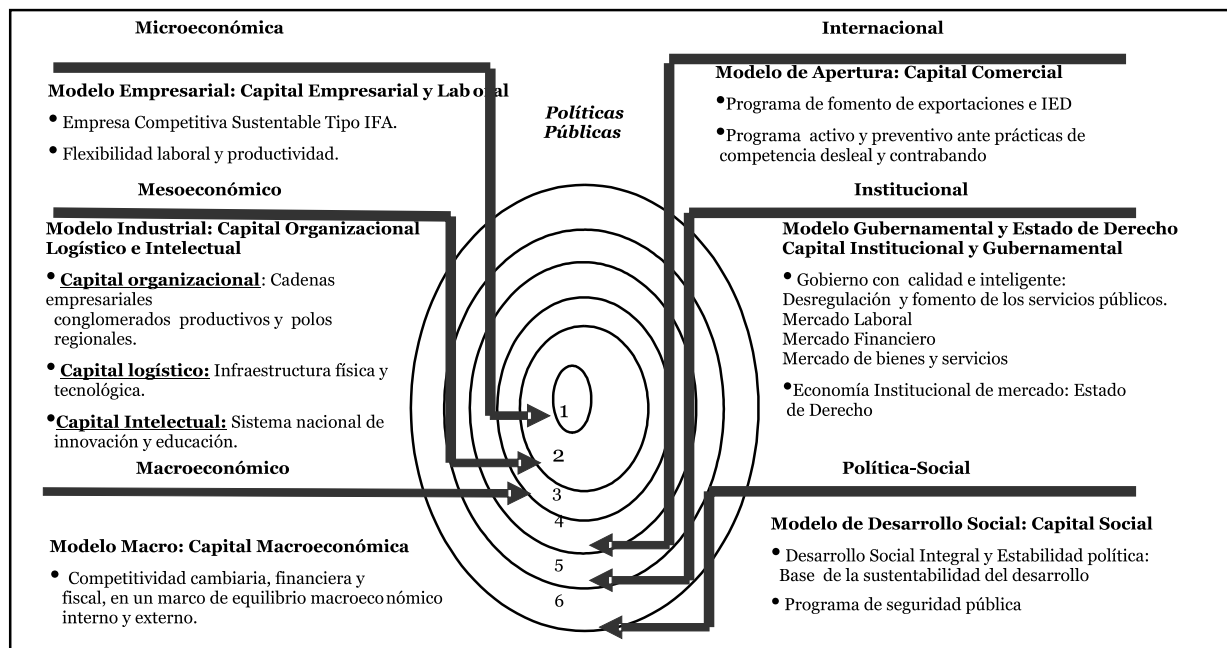 Microeconómica
Modelo Empresarial: Capital Empresarial y Laboral
• Empresa Competitiva Sustentable Tipo IFA.
• Flexibilidad laboral y productividad.
Mesoeconómico
Modelo Industrial: Capital Organizacional
Logístico e Intelectual
• Capital organizacional: Cadenas
empresariales
conglomerados productivos y polos
regionales.
• Capital logístico: Infraestructura física y
tecnológica.
•Capital Intelectual: Sistema nacional de
innovación y educación.
Macroeconómico
Modelo Macro: Capital Macroeconómica
• Competitividad cambiaria, financiera y
fiscal, en un marco de equilibrio macroeconómico
interno y externo.
Políticas
Públicas
1
2
3
4
5
6
Internacional
Modelo de Apertura: Capital Comercial
•Programa de fomento de exportaciones e IED
•Programa activo y preventivo ante prácticas de
competencia desleal y contrabando
Institucional
Modelo Gubernamental y Estado de Derecho
Capital Institucional y Gubernamental
• Gobierno con calidad e inteligente:
Desregulación y fomento de los servicios públicos.
Mercado Laboral
Mercado Financiero
Mercado de bienes y servicios
•Economía Institucional de mercado: Estado
de Derecho
Política-Social
Modelo de Desarrollo Social: Capital Social
• Desarrollo Social Integral y Estabilidad política:
Base de la sustentabilidad del desarrollo
• Programa de seguridad pública